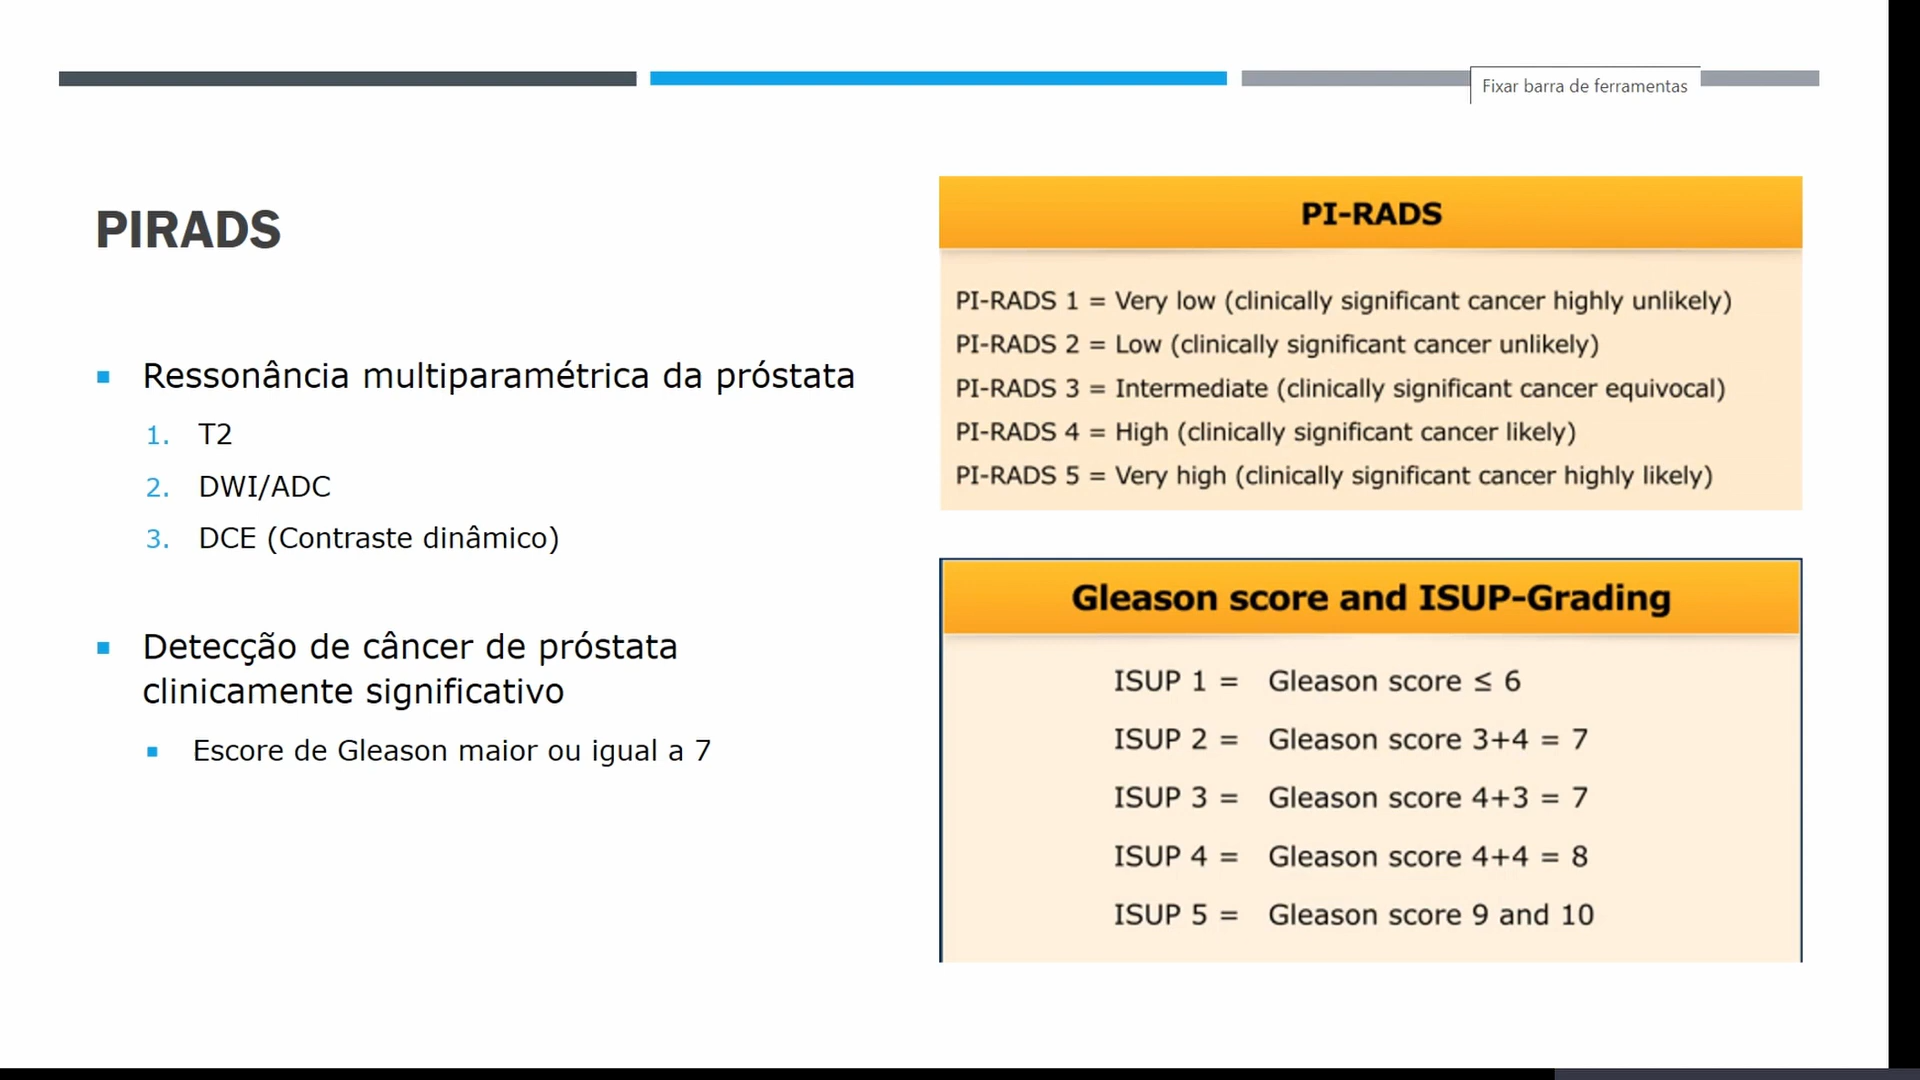 Fixar barra de ferramentas
PIRADS
Ressonância multiparamétrica da próstata
1. T2
2. DWI/ADC
3. DCE (Contraste dinâmico)
Detecção de câncer de próstata
clinicamente significativo
Escore de Gleason maior ou igual a 7
PI-RADS
PI-RADS 1 = Very low (clinically significant cancer highly unlikely)
PI-RADS 2 = Low (clinically significant cancer unlikely)
PI-RADS 3 = Intermediate (clinically significant cancer equivocal)
PI-RADS 4 = High (clinically significant cancer likely)
PI-RADS 5 = Very high (clinically significant cancer highly likely)
Gleason score and ISUP-Grading
ISUP 1 = Gleason score ≤ 6
ISUP 2 = Gleason score 3+4 = 7
ISUP 3 = Gleason score 4+3 = 7
ISUP 4 = Gleason score 4+4 = 8
ISUP 5 = Gleason score 9 and 10